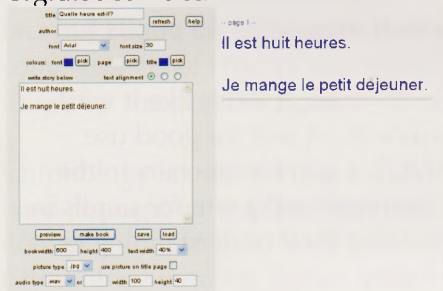 title Quelle heure est-il?
refresh help
author
font Arial font size 30
colours: font pick page pick title pick
write story below text alignment
Il est huit heures.
Je mange le petit déjeuner.
preview make book save load
book width 600 height 400 text width 40%
picture type .jpg use picture on title page
audio type .wav or width 100 height 40
-- page 1 --
Il est huit heures.
Je mange le petit déjeuner.